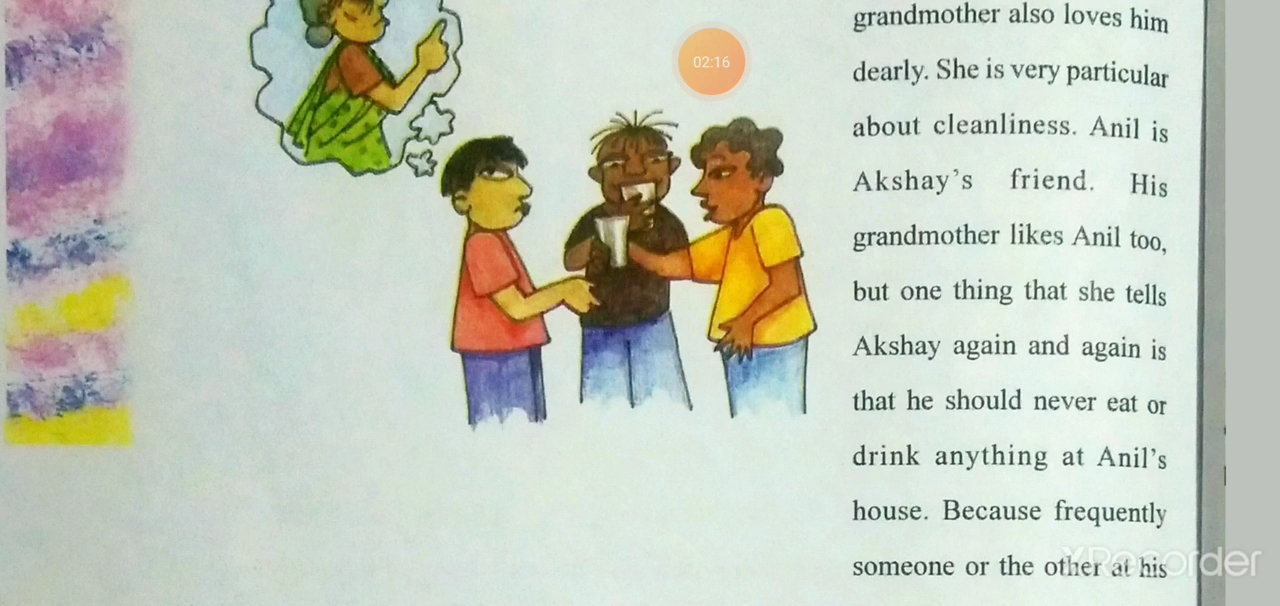 grandmother also loves him
02:16
dearly. She is very particular
about cleanliness. Anil is
Akshay's friend. His
grandmother likes Anil too,
but one thing that she tells
Akshay again and again is
that he should never eat or
drink anything at Anil's
house. Because frequently
someone or the other at his
XRecorder